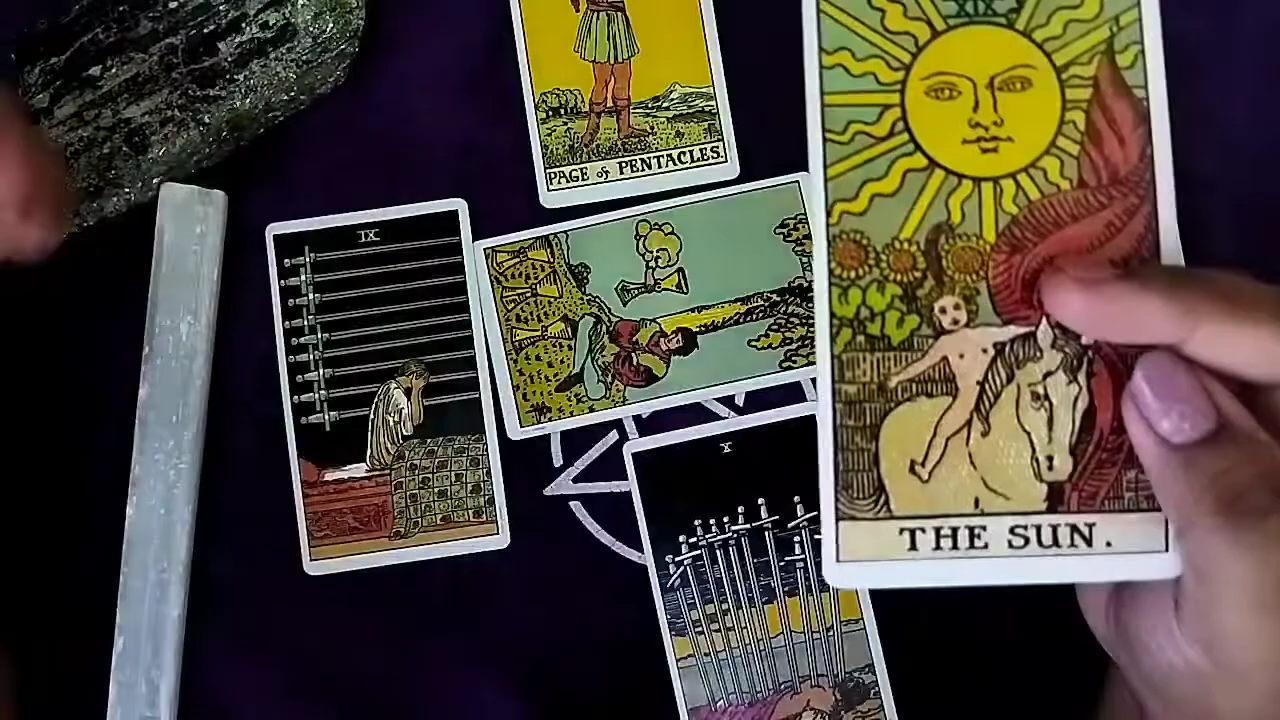 XIX
PAGE of PENTACLES.
IX
X
THE SUN.